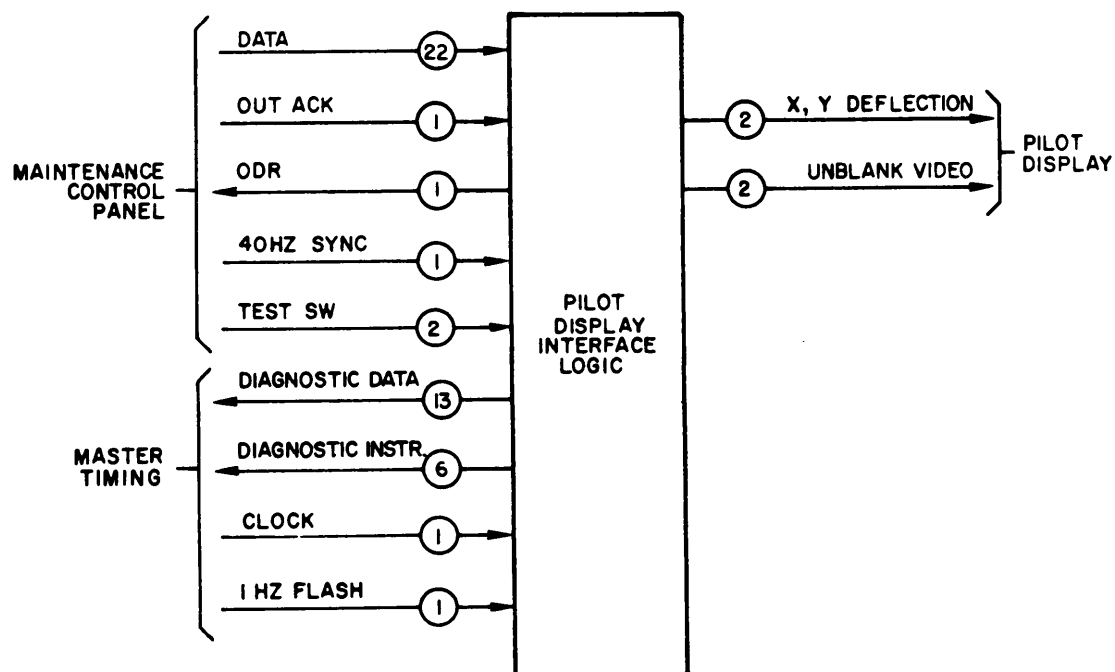 DATA
22
OUT ACK
1
ODR
1
40HZ SYNC
1
TEST SW
2
MAINTENANCE
CONTROL
PANEL
DIAGNOSTIC DATA
13
DIAGNOSTIC INSTR.
6
CLOCK
1
1 HZ FLASH
1
MASTER
TIMING
PILOT
DISPLAY
INTERFACE
LOGIC
2
X, Y DEFLECTION
2
UNBLANK VIDEO
PILOT
DISPLAY